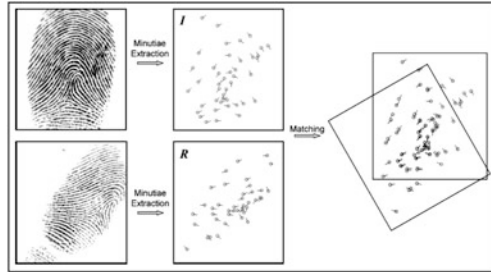 I
Minutiae
Extraction
Matching
R
Minutiae
Extraction